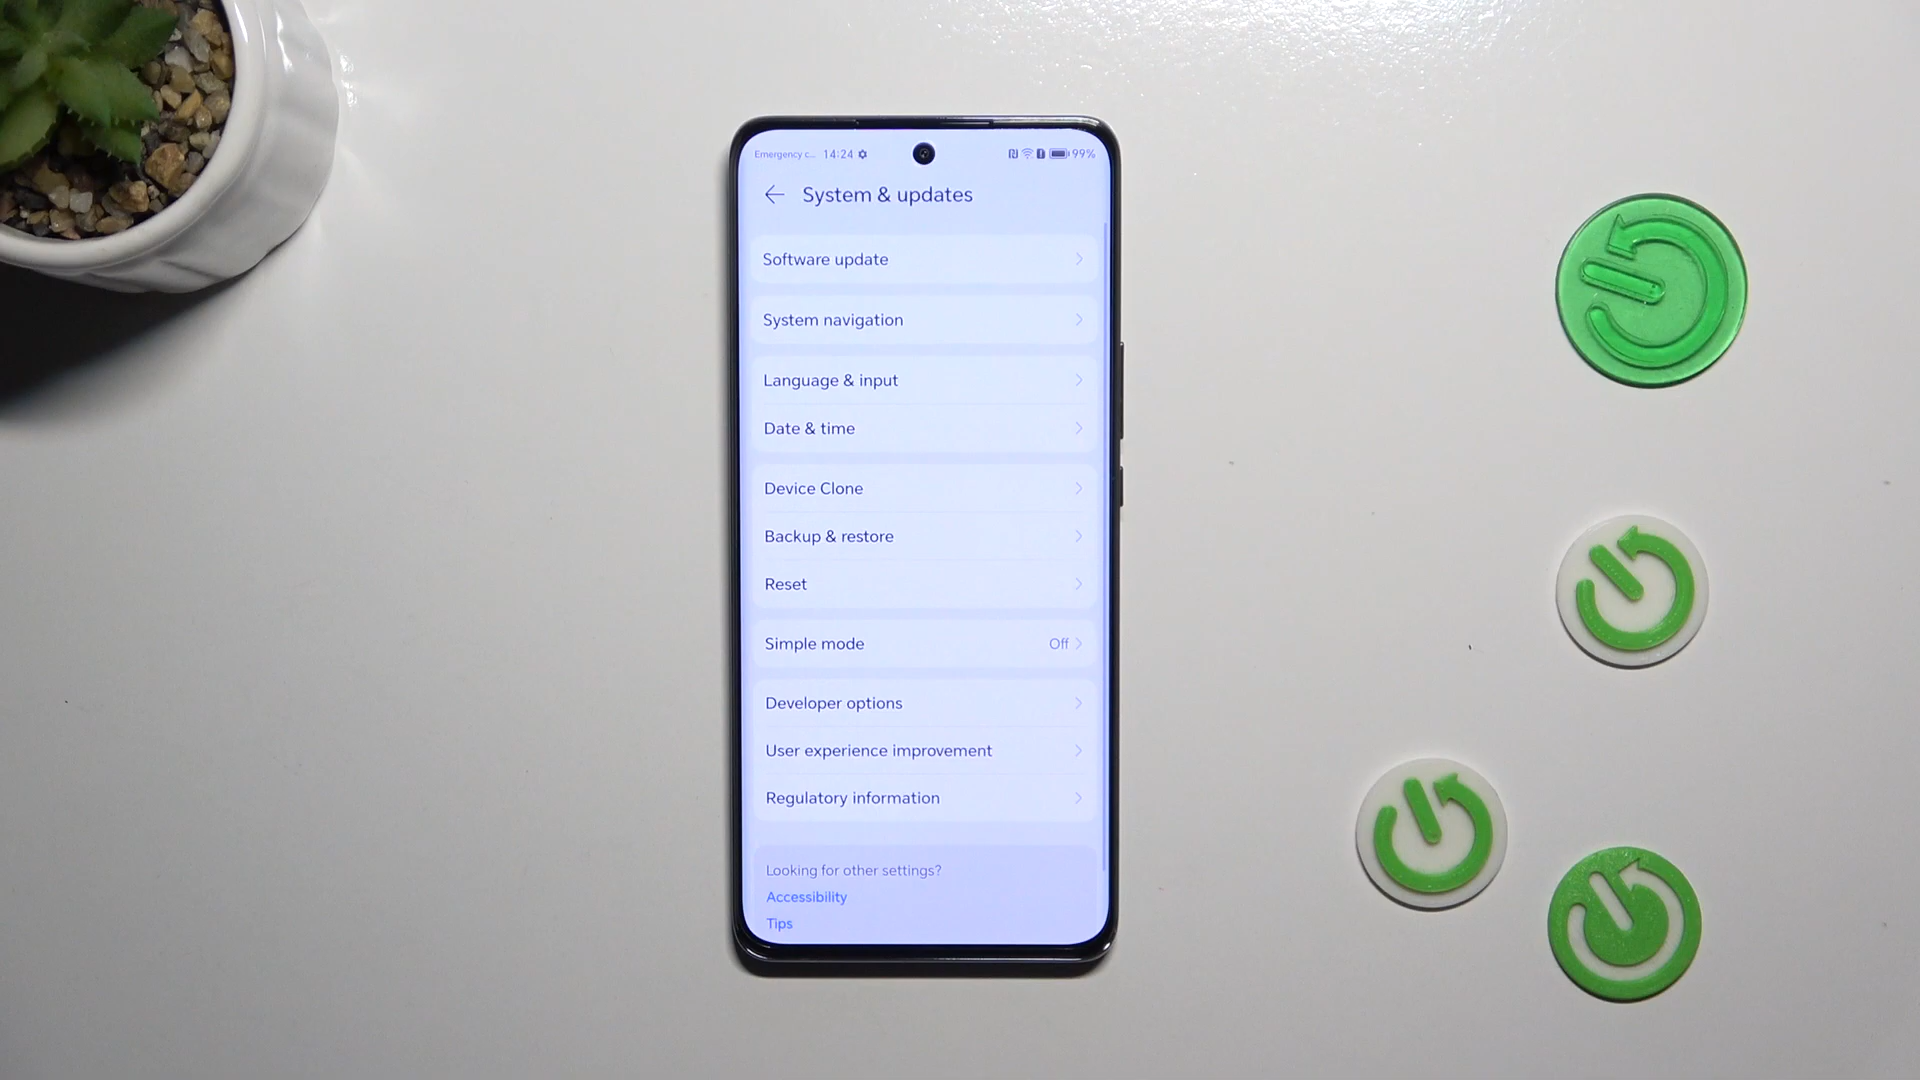 Emergency c... 14:24 99%
System & updates
Software update
System navigation
Language & input
Date & time
Device Clone
Backup & restore
Reset
Simple mode Off
Developer options
User experience improvement
Regulatory information
Looking for other settings?
Accessibility
Tips